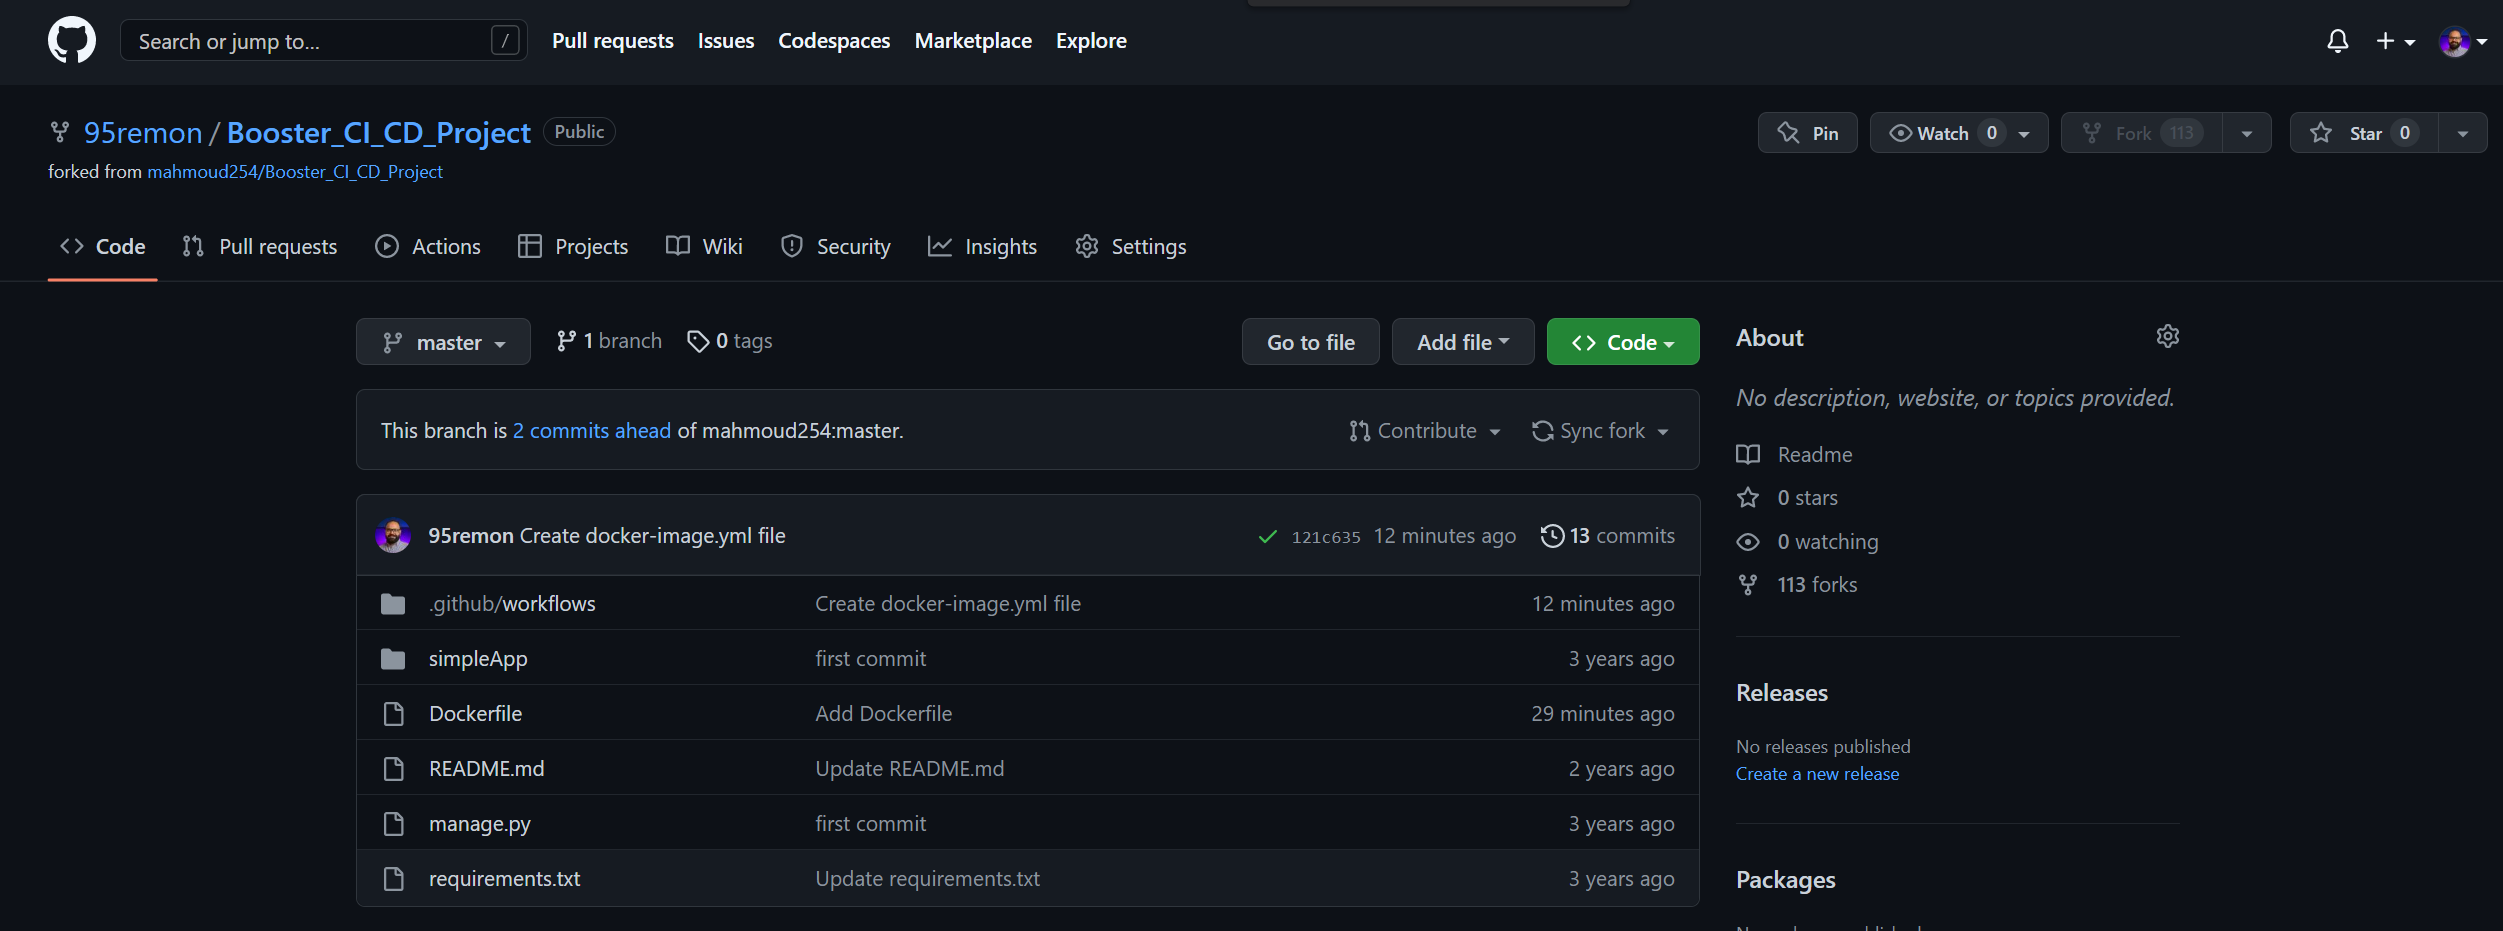 Search or jump to... / Pull requests Issues Codespaces Marketplace Explore
95remon / Booster_CI_CD_Project Public Pin Watch 0 Fork 113 Star 0
forked from mahmoud254/Booster_CI_CD_Project
Code Pull requests Actions Projects Wiki Security Insights Settings
master 1 branch 0 tags Go to file Add file Code
This branch is 2 commits ahead of mahmoud254:master. Contribute Sync fork
95remon Create docker-image.yml file 121c635 12 minutes ago 13 commits
.github/workflows Create docker-image.yml file 12 minutes ago
simpleApp first commit 3 years ago
Dockerfile Add Dockerfile 29 minutes ago
README.md Update README.md 2 years ago
manage.py first commit 3 years ago
requirements.txt Update requirements.txt 3 years ago
About
No description, website, or topics provided.
Readme
0 stars
0 watching
113 forks
Releases
No releases published
Create a new release
Packages